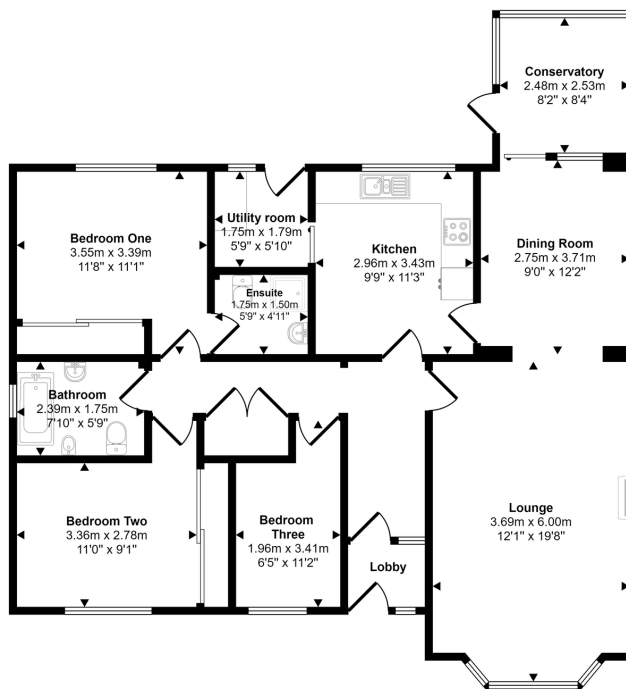 Conservatory
2.48m x 2.53m
8'2" x 8'4"
Bedroom One
3.55m x 3.39m
11'8" x 11'1"
Utility room
1.75m x 1.79m
5'9" x 5'10"
Kitchen
2.96m x 3.43m
9'9" x 11'3"
Dining Room
2.75m x 3.71m
9'0" x 12'2"
Ensuite
1.75m x 1.50m
5'9" x 4'11"
Bathroom
2.39m x 1.75m
7'10" x 5'9"
Bedroom Two
3.36m x 2.78m
11'0" x 9'1"
Bedroom
Three
1.96m x 3.41m
6'5" x 11'2"
Lobby
Lounge
3.69m x 6.00m
12'1" x 19'8"